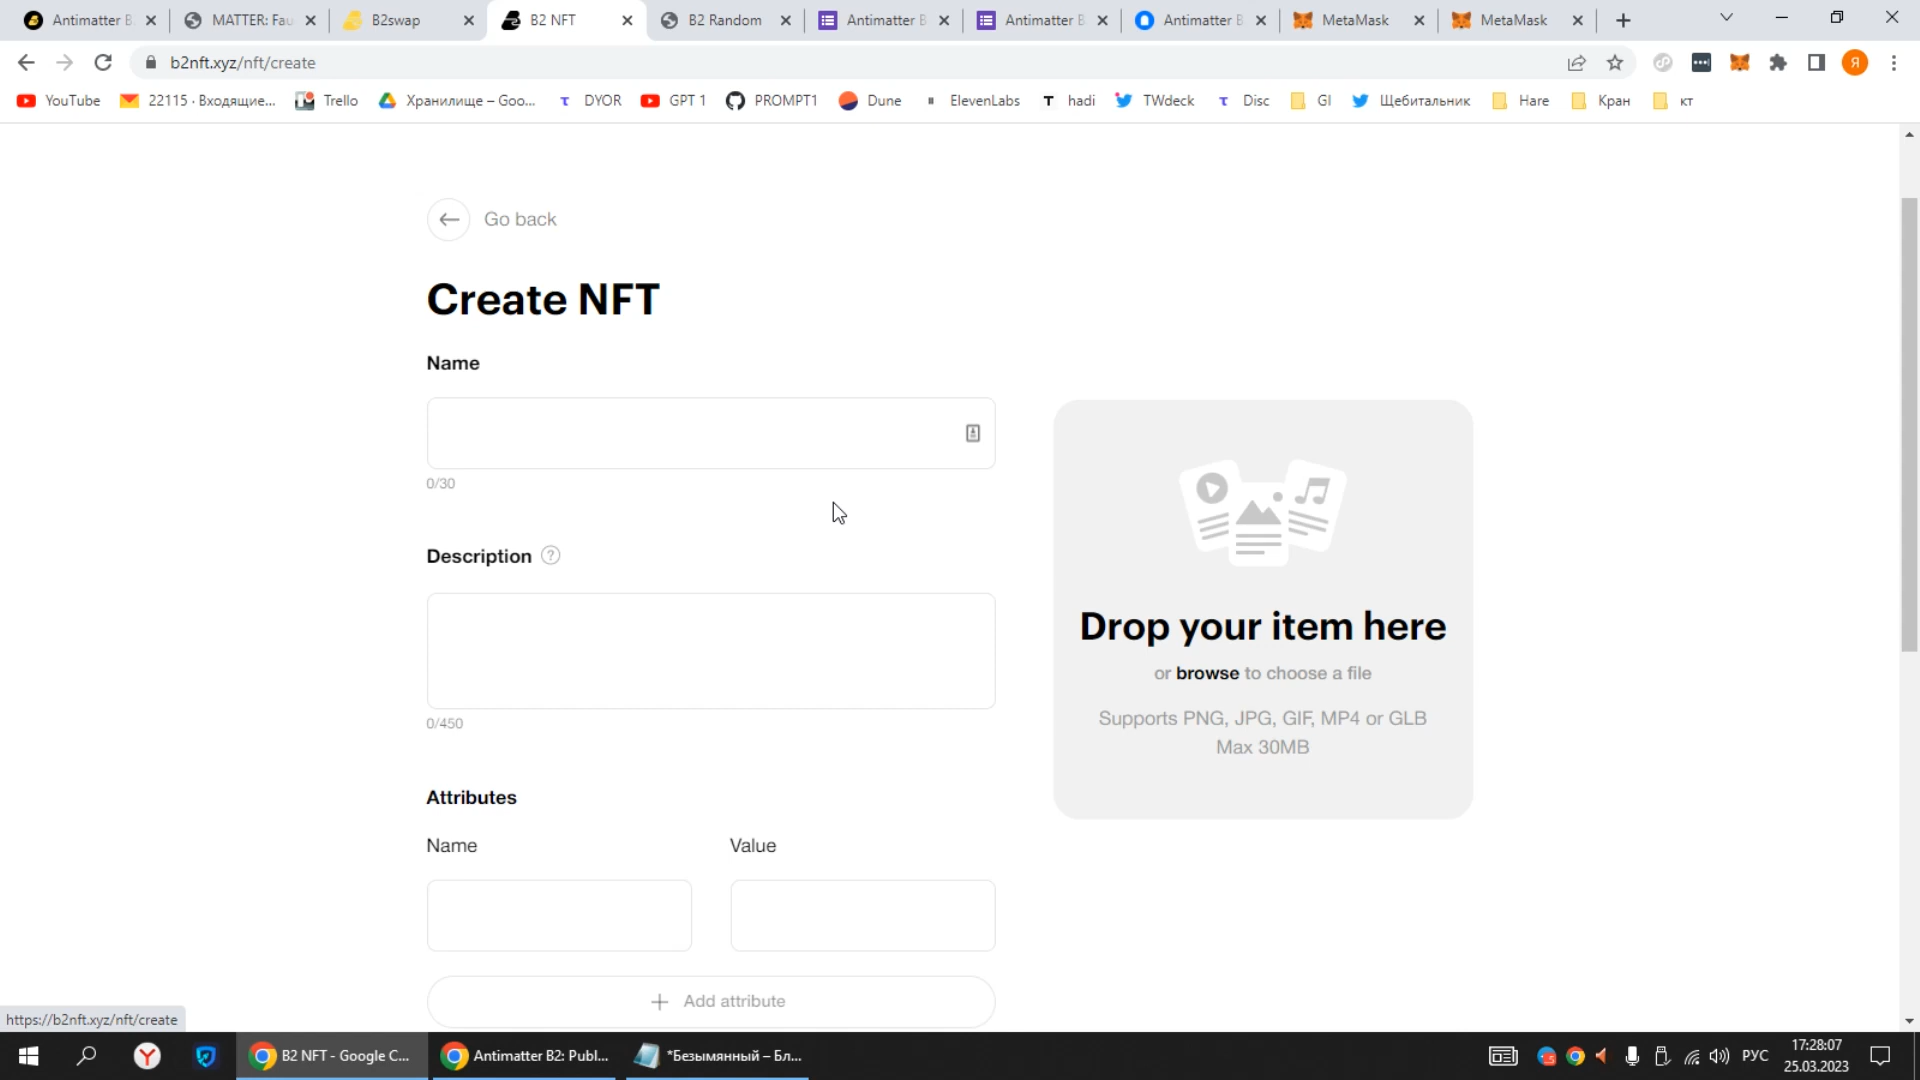 Antimatter B
MATTER: Fau
B2swap
B2 NFT
B2 Random
Antimatter B
Antimatter B
Antimatter B
MetaMask
MetaMask
b2nft.xyz/nft/create
Я
YouTube
22115 · Входящие...
Trello
Хранилище – Goo...
DYOR
GPT 1
PROMPT1
Dune
ElevenLabs
hadi
TWdeck
Disc
GI
Щебитальник
Наге
Кран
кт
Go back
Create NFT
Name
0/30
Description ?
0/450
Drop your item here
or browse to choose a file
Supports PNG, JPG, GIF, MP4 or GLB
Max 30MB
Attributes
Name Value
+ Add attribute
https://b2nft.xyz/nft/create
B2 NFT - Google C...
Antimatter B2: Publ...
*Безымянный – Бл...
РУС
17:28:07
25.03.2023